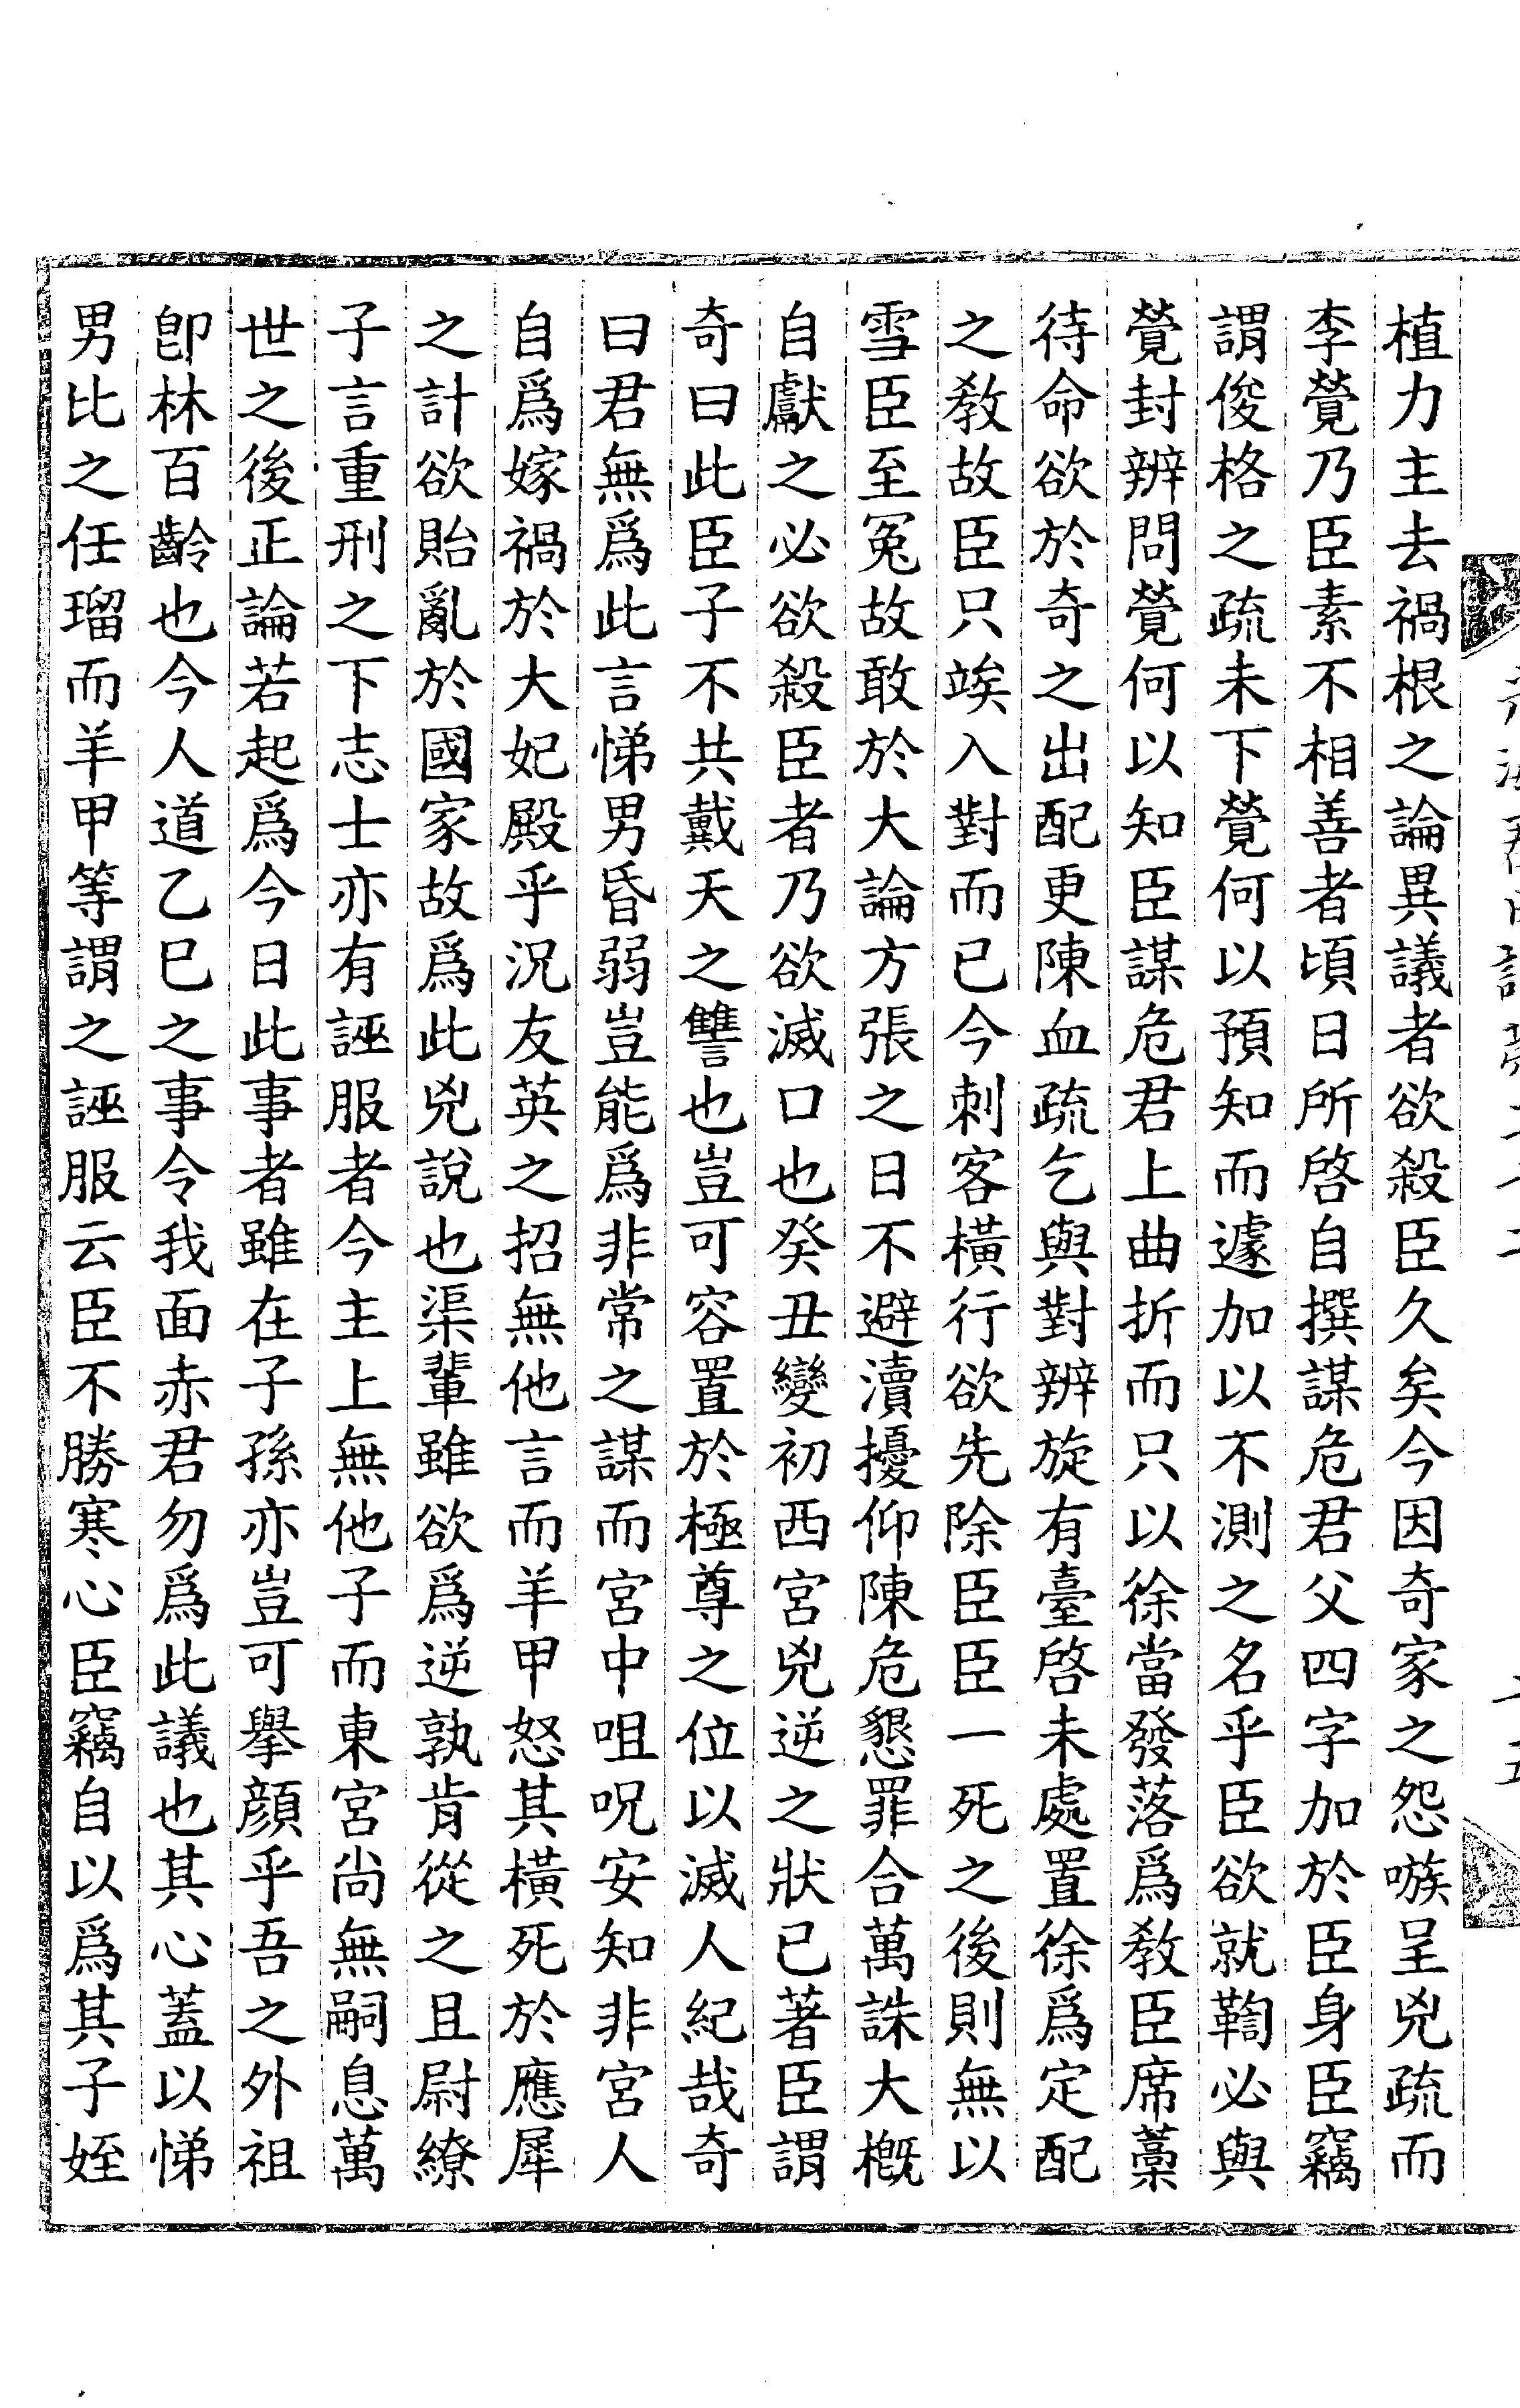 植力主去禍根之論異議者欲殺臣久矣今因奇家之怨嗾呈兇疏而
李覺乃臣素不相善者頃日所啓自撰謀危君父四字加於臣身臣竊
謂俊格之疏未下覺何以預知而遽加以不測之名乎臣欲就鞫必與
覺封辨問覺何以知臣謀危君上曲折而只以徐當發落爲敎臣席藁
待命欲於奇之出配更陳血疏乞與對辨旋有臺啓未處置徐爲定配
之敎故臣只竢入對而已今刺客橫行欲先除臣臣一死之後則無以
雪臣至冤故敢於大論方張之日不避瀆擾仰陳危懇罪合萬誅大槪
自獻之必欲殺臣者乃欲滅口也癸丑變初西宮兇逆之狀已著臣謂
奇曰此臣子不共戴天之讐也豈可容置於極尊之位以滅人紀哉奇
曰君無爲此言悌男昏弱豈能爲非常之謀而宮中咀呪安知非宮人
自爲嫁禍於大妃殿乎況友英之招無他言而羊甲怒其橫死於應犀
之計欲貽亂於國家故爲此兇說也渠輩雖欲爲逆孰肯從之且尉繚
子言重刑之下志士亦有誣服者今主上無他子而東宮尙無嗣息萬
世之後正論若起爲今日此事者雖在子孫亦豈可擧顔乎吾之外祖
卽林百齡也今人道乙巳之事令我面赤君勿爲此議也其心蓋以悌
男比之任瑠而羊甲等謂之誣服云臣不勝寒心臣竊自以爲其子姪